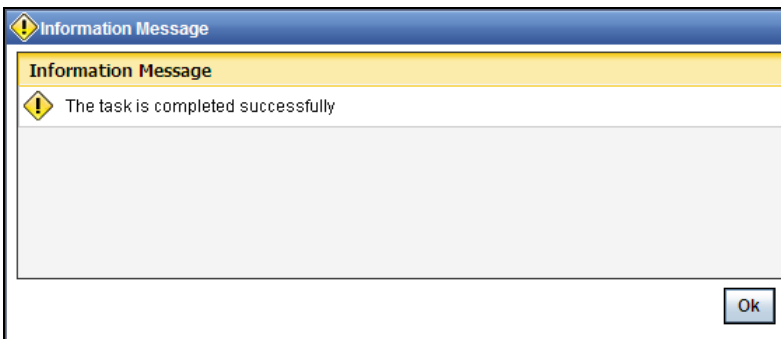 Information Message
Information Message
The task is completed successfully
Ok